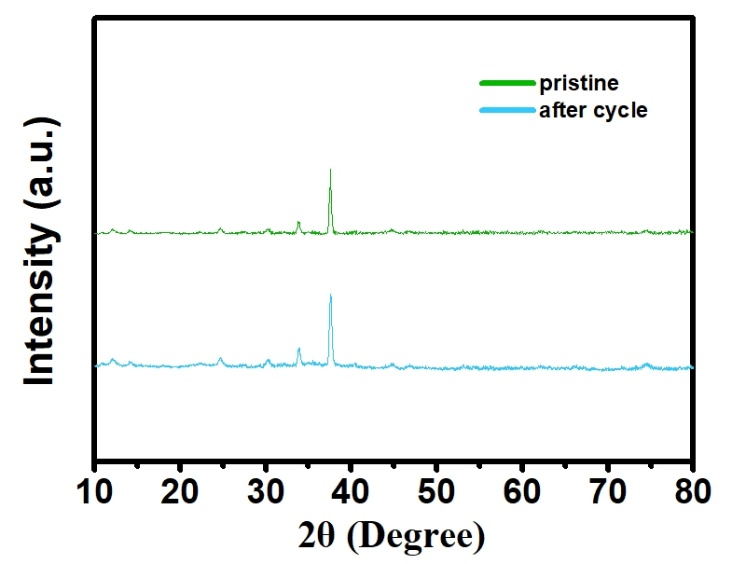 pristine
after cycle
Intensity (a.u.)
10 20 30 40 50 60 70 80
2θ (Degree)